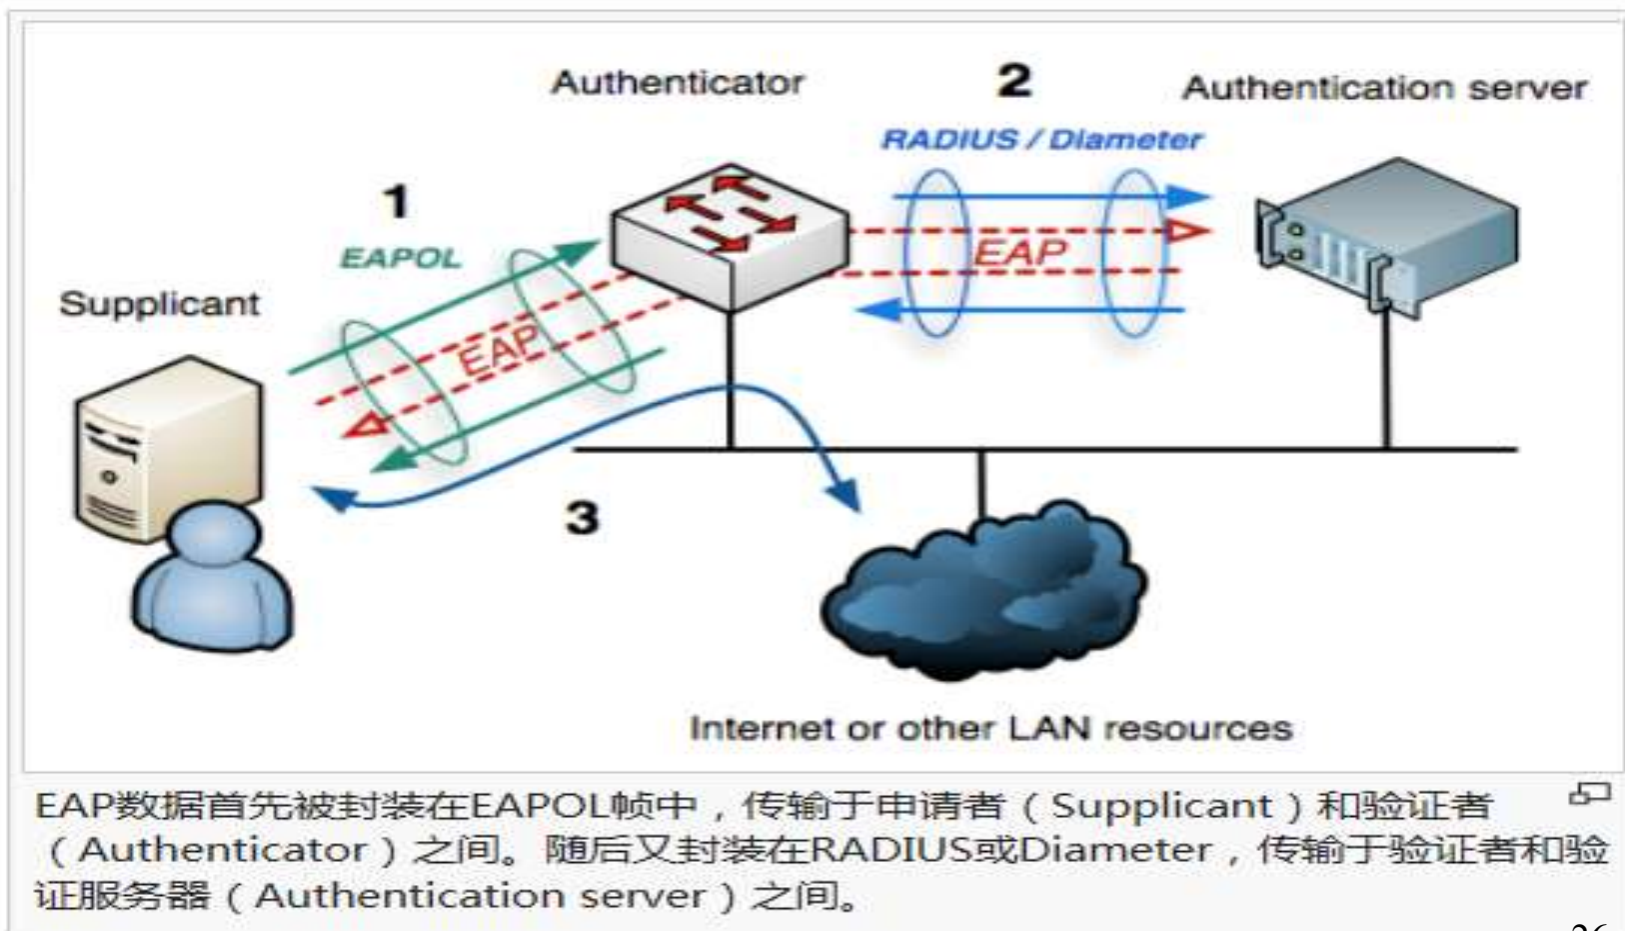 Authenticator
2
Authentication server
RADIUS / Diameter
1
EAPOL
EAP
Supplicant
EAP
3
Internet or other LAN resources
EAP数据首先被封装在EAPOL帧中，传输于申请者（Supplicant）和验证者
（Authenticator）之间。随后又封装在RADIUS或Diameter，传输于验证者和验
证服务器（Authentication server）之间。